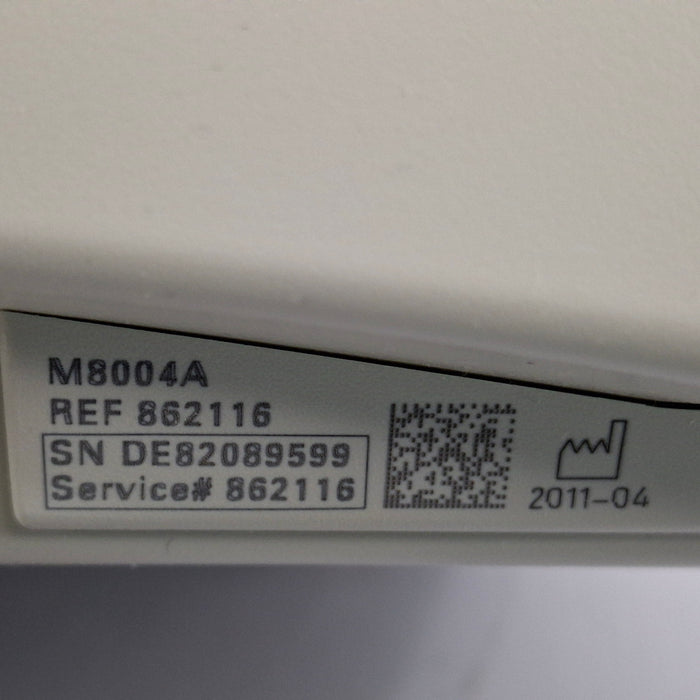 M8004A
REF 862116
SN DE82089599
Service# 862116
2011-04